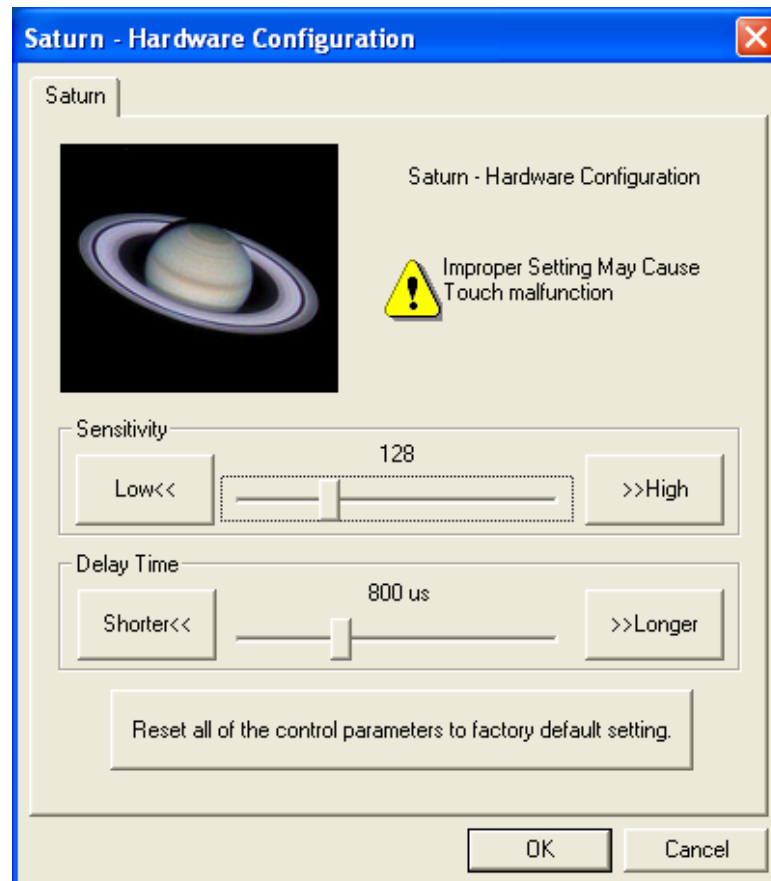 Saturn - Hardware Configuration
Saturn
Saturn - Hardware Configuration
Improper Setting May Cause
Touch malfunction
Sensitivity
128
Low<<
>>High
Delay Time
800 us
Shorter<<
>>Longer
Reset all of the control parameters to factory default setting.
OK
Cancel